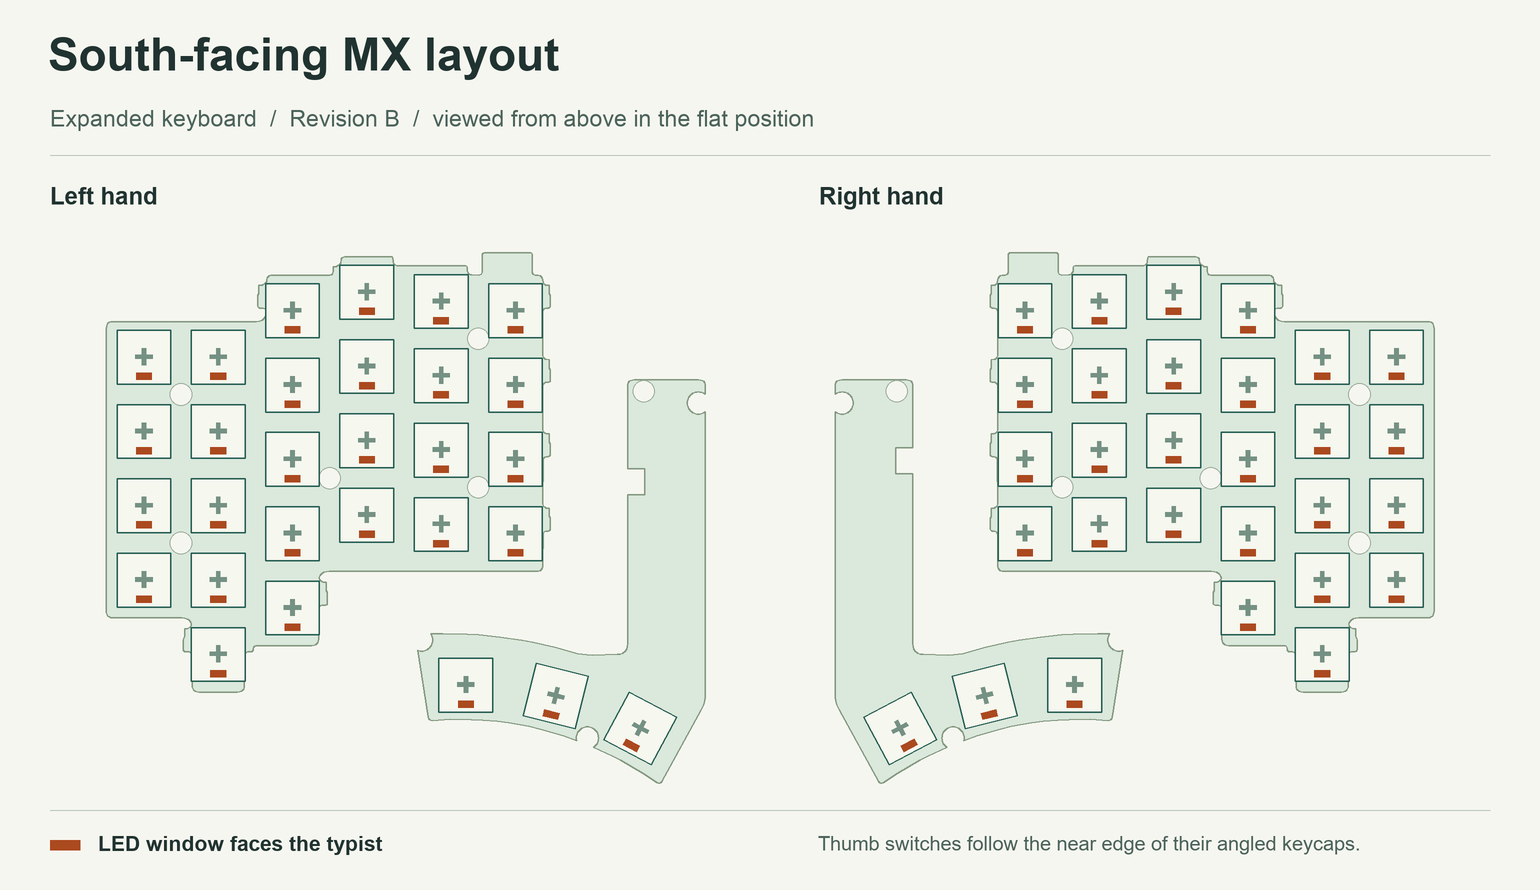 South-facing MX layout
Expanded keyboard / Revision B / viewed from above in the flat position
Left hand
Right hand
LED window faces the typist
Thumb switches follow the near edge of their angled keycaps.